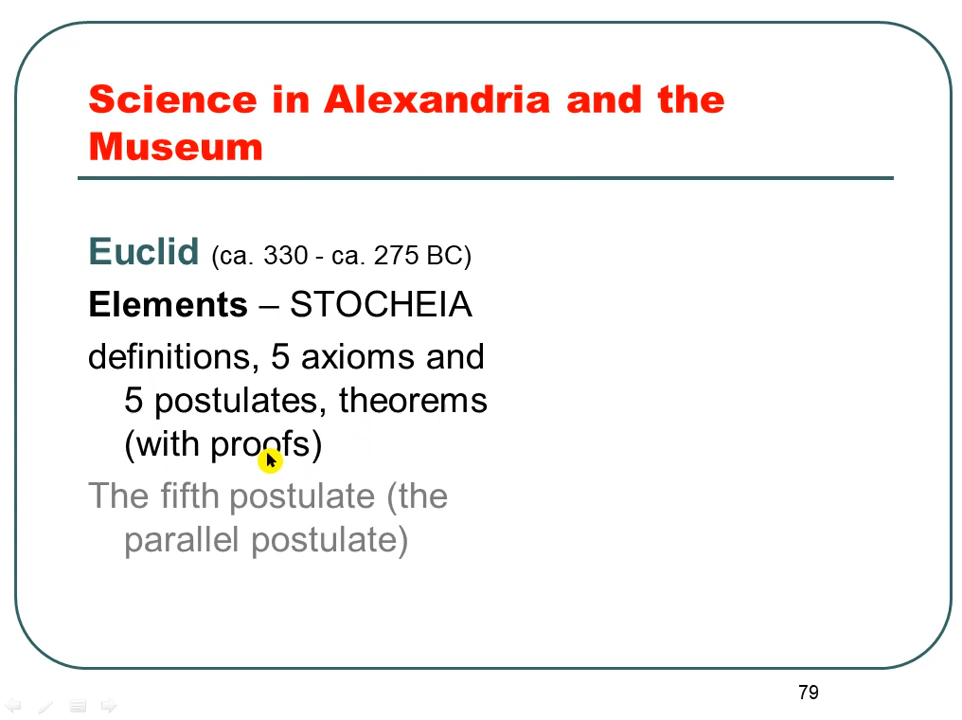 Science in Alexandria and the
Museum
Euclid (ca. 330 - ca. 275 BC)
Elements – STOCHEIA
definitions, 5 axioms and
5 postulates, theorems
(with proofs)
The fifth postulate (the
parallel postulate)
79